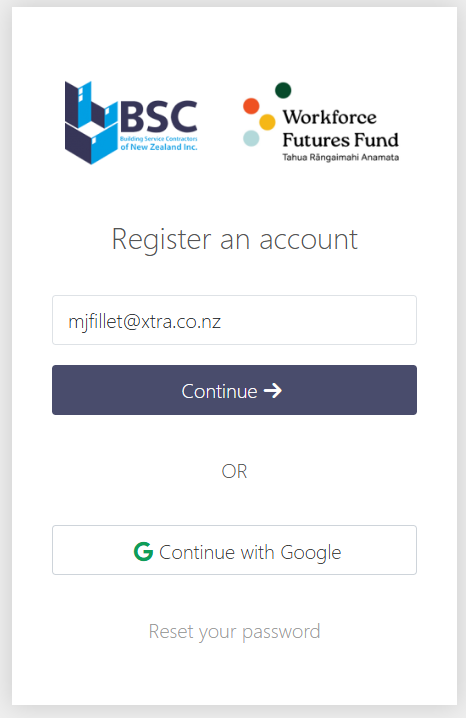 BSC
Building Service Contractors
of New Zealand Inc.
Workforce
Futures Fund
Tahua Rāngaimahi Anamata
Register an account
mjfillet@xtra.co.nz
Continue →
OR
G Continue with Google
Reset your password